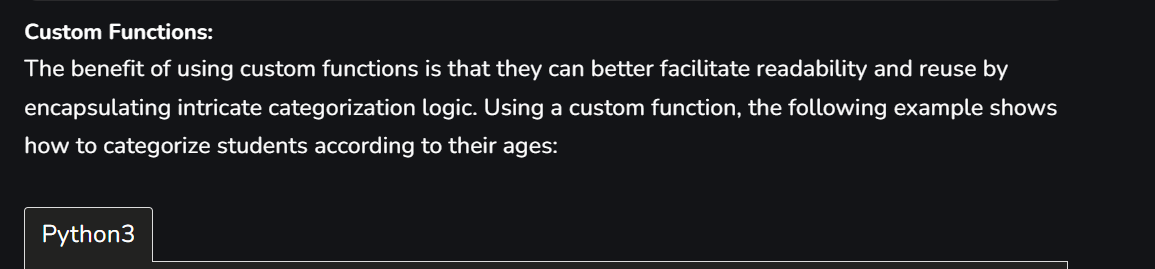 Custom Functions:
The benefit of using custom functions is that they can better facilitate readability and reuse by
encapsulating intricate categorization logic. Using a custom function, the following example shows
how to categorize students according to their ages:
Python3